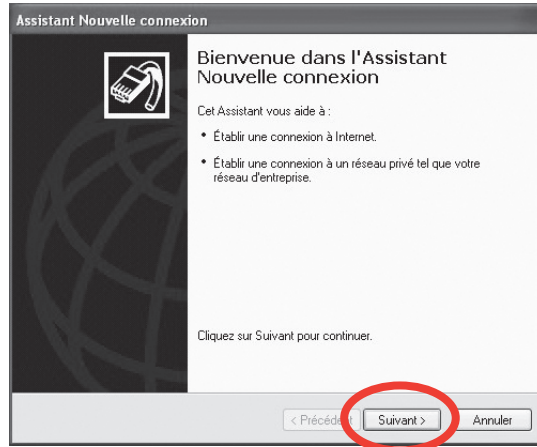 Assistant Nouvelle connexion
Bienvenue dans l'Assistant
Nouvelle connexion
Cet Assistant vous aide à :
• Établir une connexion à Internet.
• Établir une connexion à un réseau privé tel que votre
réseau d'entreprise.
Cliquez sur Suivant pour continuer.
< Précédent Suivant > Annuler